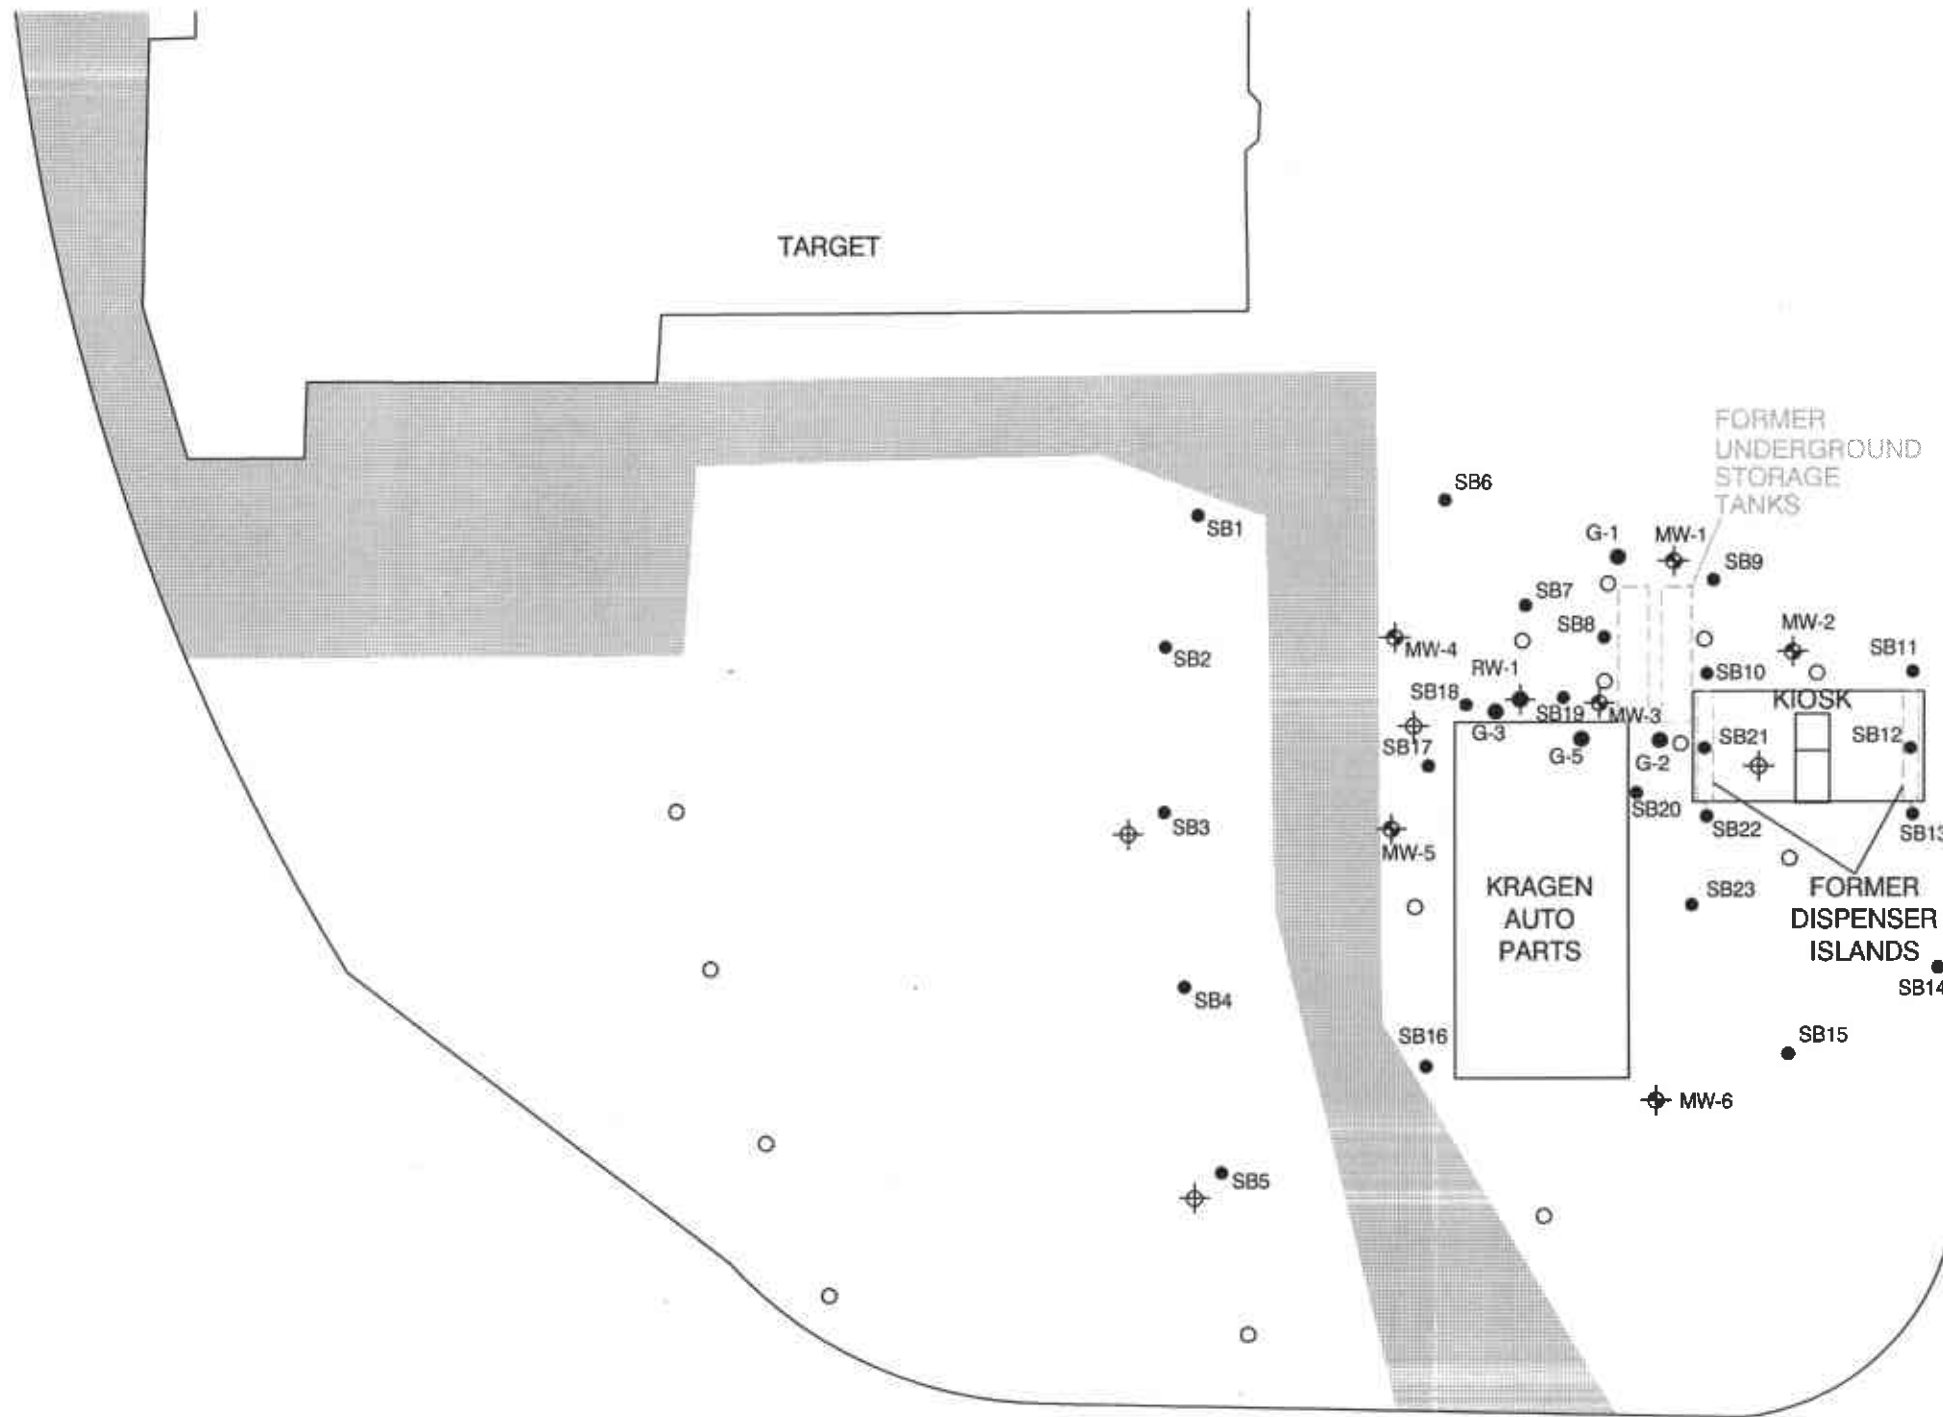 TARGET
FORMER
UNDERGROUND
STORAGE
TANKS
SB6
SB1
G-1
MW-1
SB9
SB7
SB8
MW-2
SB2
MW-4
RW-1
SB10
SB11
SB18
SB19
MW-3
KIOSK
G-3
SB17
G-5
G-2
SB21
SB12
SB20
SB3
SB22
SB13
MW-5
KRAGEN
AUTO
PARTS
SB23
FORMER
DISPENSER
ISLANDS
SB14
SB4
SB16
SB15
MW-6
SB5